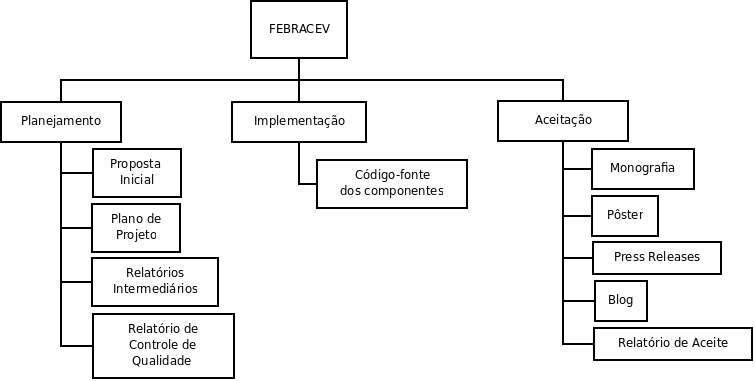 FEBRACEV
Planejamento
Proposta
Inicial
Plano de
Projeto
Relatórios
Intermediários
Relatório de
Controle de
Qualidade
Implementação
Código-fonte
dos componentes
Aceitação
Monografia
Pôster
Press Releases
Blog
Relatório de Aceite